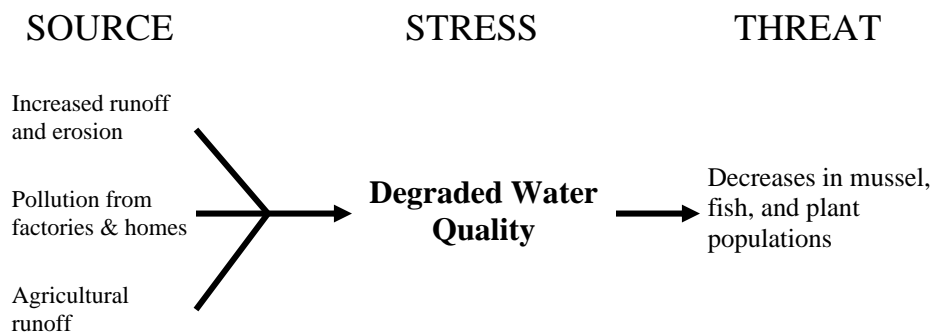 SOURCE
STRESS
THREAT
Increased runoff
and erosion
Pollution from
factories & homes
Agricultural
runoff
Degraded Water
Quality
Decreases in mussel,
fish, and plant
populations